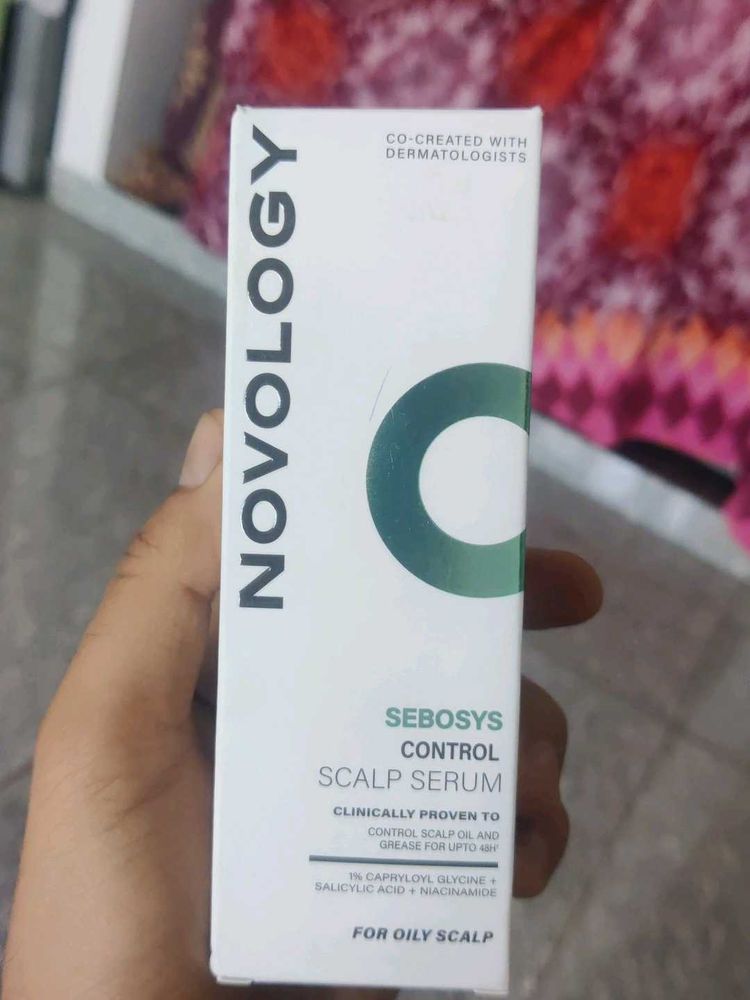 CO-CREATED WITH
DERMATOLOGISTS
NOVOLOGY
SEBOSYS
CONTROL
SCALP SERUM
CLINICALLY PROVEN TO
CONTROL SCALP OIL AND
GREASE FOR UPTO 48H¹
1% CAPRYLOYL GLYCINE +
SALICYLIC ACID + NIACINAMIDE
FOR OILY SCALP